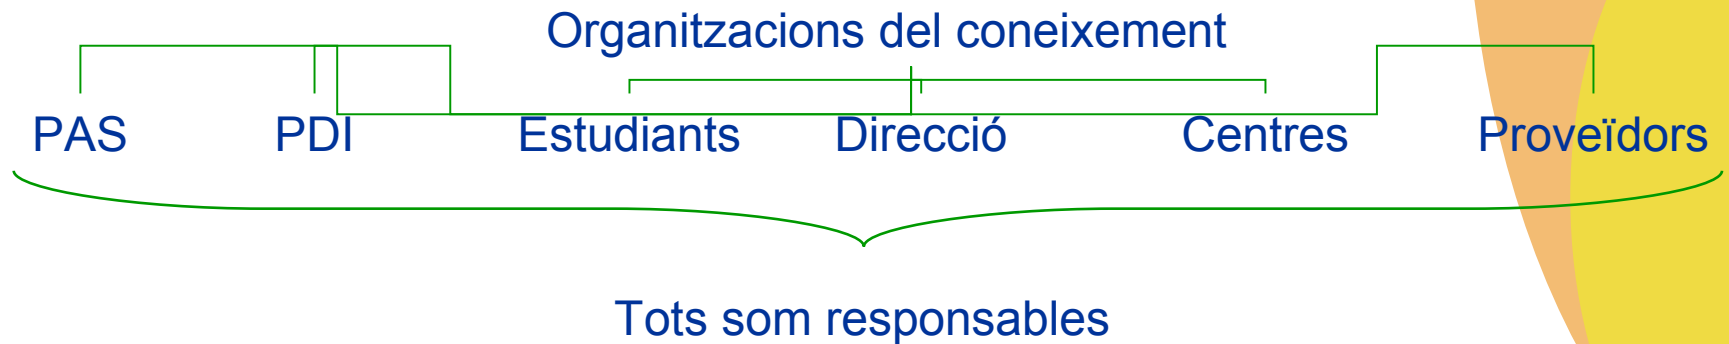 Organitzacions del coneixement
PAS PDI Estudiants Direcció Centres Proveïdors
Tots som responsables